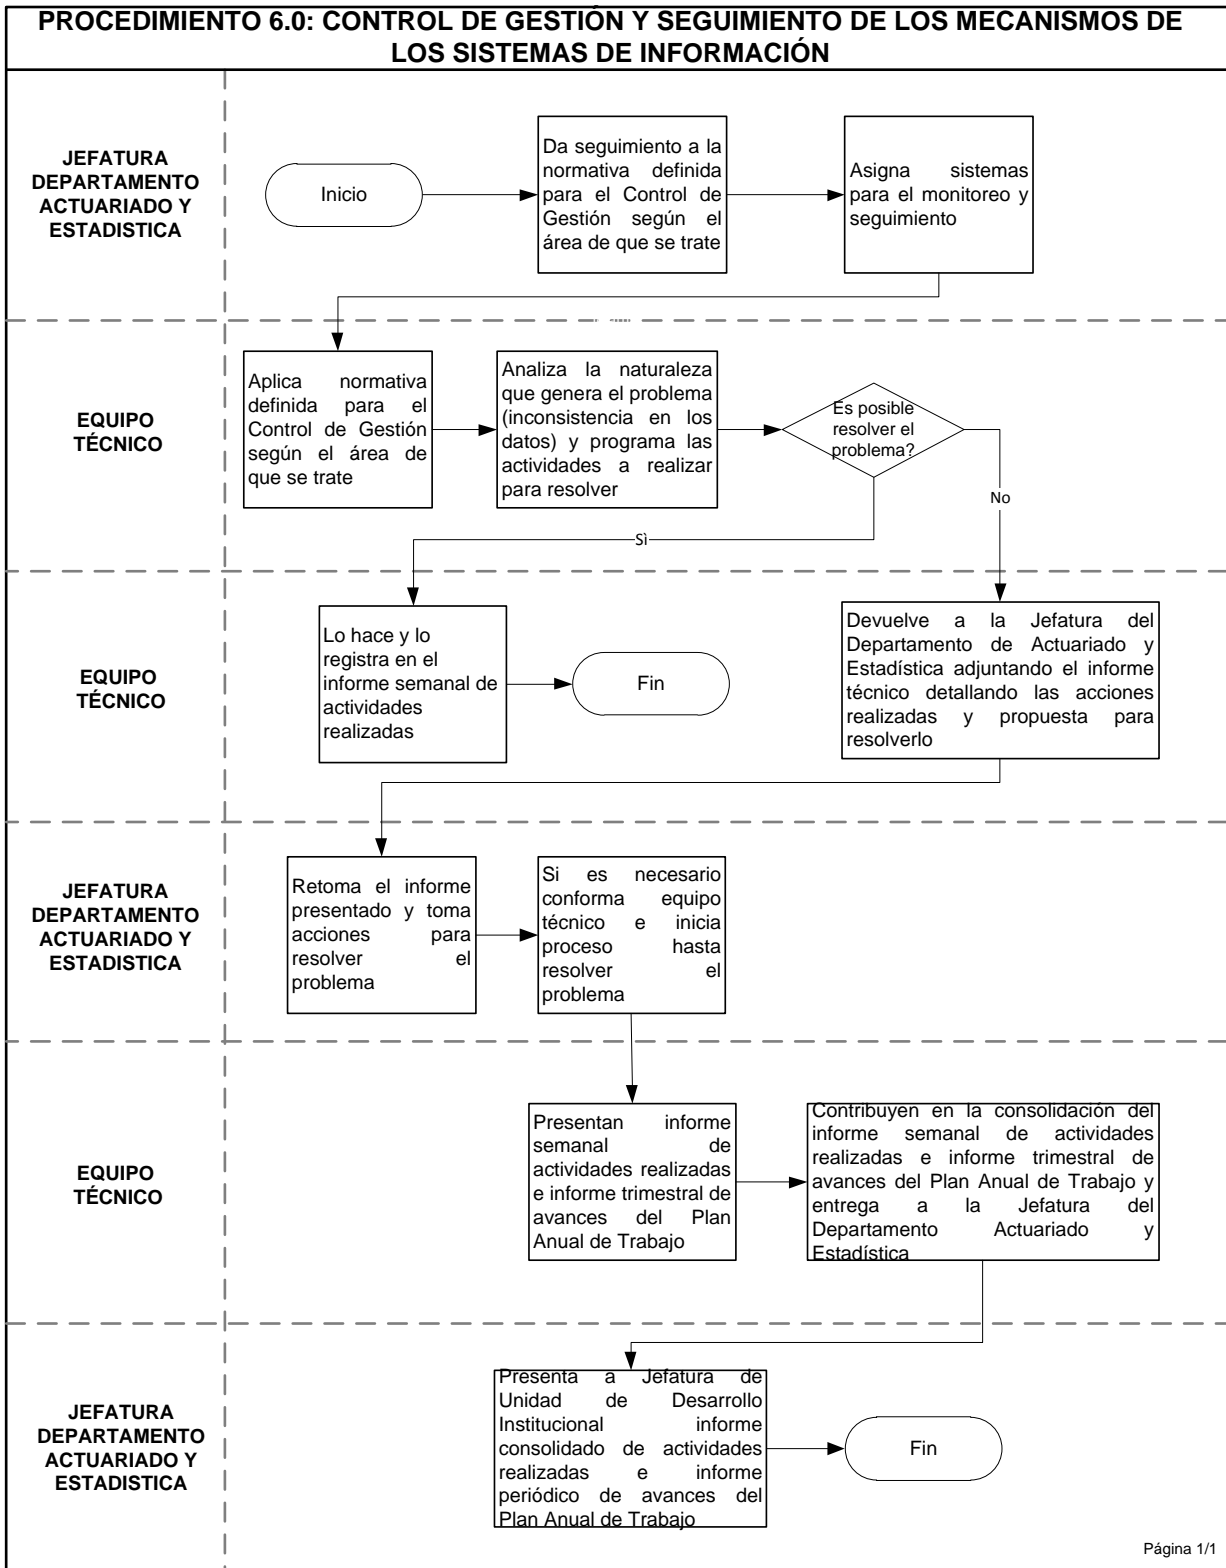 PROCEDIMIENTO 6.0: CONTROL DE GESTIÓN Y SEGUIMIENTO DE LOS MECANISMOS DE
LOS SISTEMAS DE INFORMACIÓN
JEFATURA
DEPARTAMENTO
ACTUARIADO Y
ESTADISTICA
Inicio
Da seguimiento a la
normativa definida
para el Control de
Gestión según el
área de que se trate
Asigna sistemas
para el monitoreo y
seguimiento
EQUIPO
TÉCNICO
Aplica normativa
definida para el
Control de Gestión
según el área de
que se trate
Analiza la naturaleza
que genera el problema
(inconsistencia en los
datos) y programa las
actividades a realizar
para resolver
Es posible
resolver el
problema?
No
Sì
EQUIPO
TÉCNICO
Lo hace y lo
registra en el
informe semanal de
actividades
realizadas
Fin
Devuelve a la Jefatura del
Departamento de Actuariado y
Estadística adjuntando el informe
técnico detallando las acciones
realizadas y propuesta para
resolverlo
JEFATURA
DEPARTAMENTO
ACTUARIADO Y
ESTADISTICA
Retoma el informe
presentado y toma
acciones para
resolver el
problema
Si es necesario
conforma equipo
técnico e inicia
proceso hasta
resolver el
problema
EQUIPO
TÉCNICO
Presentan informe
semanal de
actividades realizadas
e informe trimestral de
avances del Plan
Anual de Trabajo
Contribuyen en la consolidación del
informe semanal de actividades
realizadas e informe trimestral de
avances del Plan Anual de Trabajo y
entrega a la Jefatura del
Departamento Actuariado y
Estadística
JEFATURA
DEPARTAMENTO
ACTUARIADO Y
ESTADISTICA
Presenta a Jefatura de
Unidad de Desarrollo
Institucional informe
consolidado de actividades
realizadas e informe
periódico de avances del
Plan Anual de Trabajo
Fin
Página 1/1